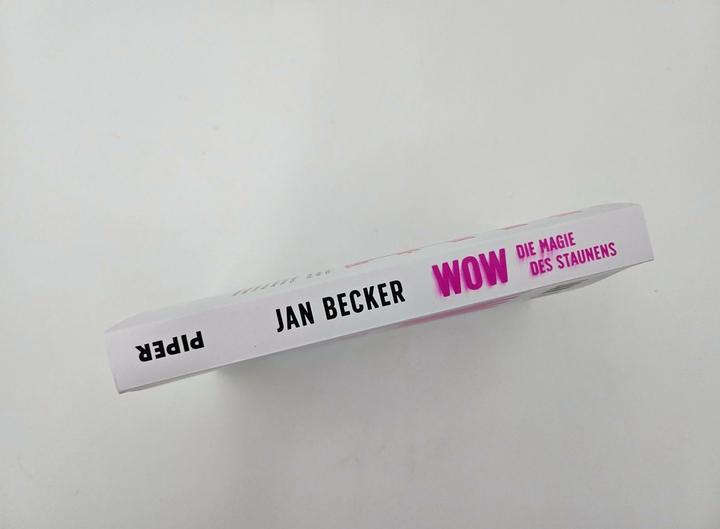 PIPER
JAN BECKER
WOW
DIE MAGIE
DES STAUNENS